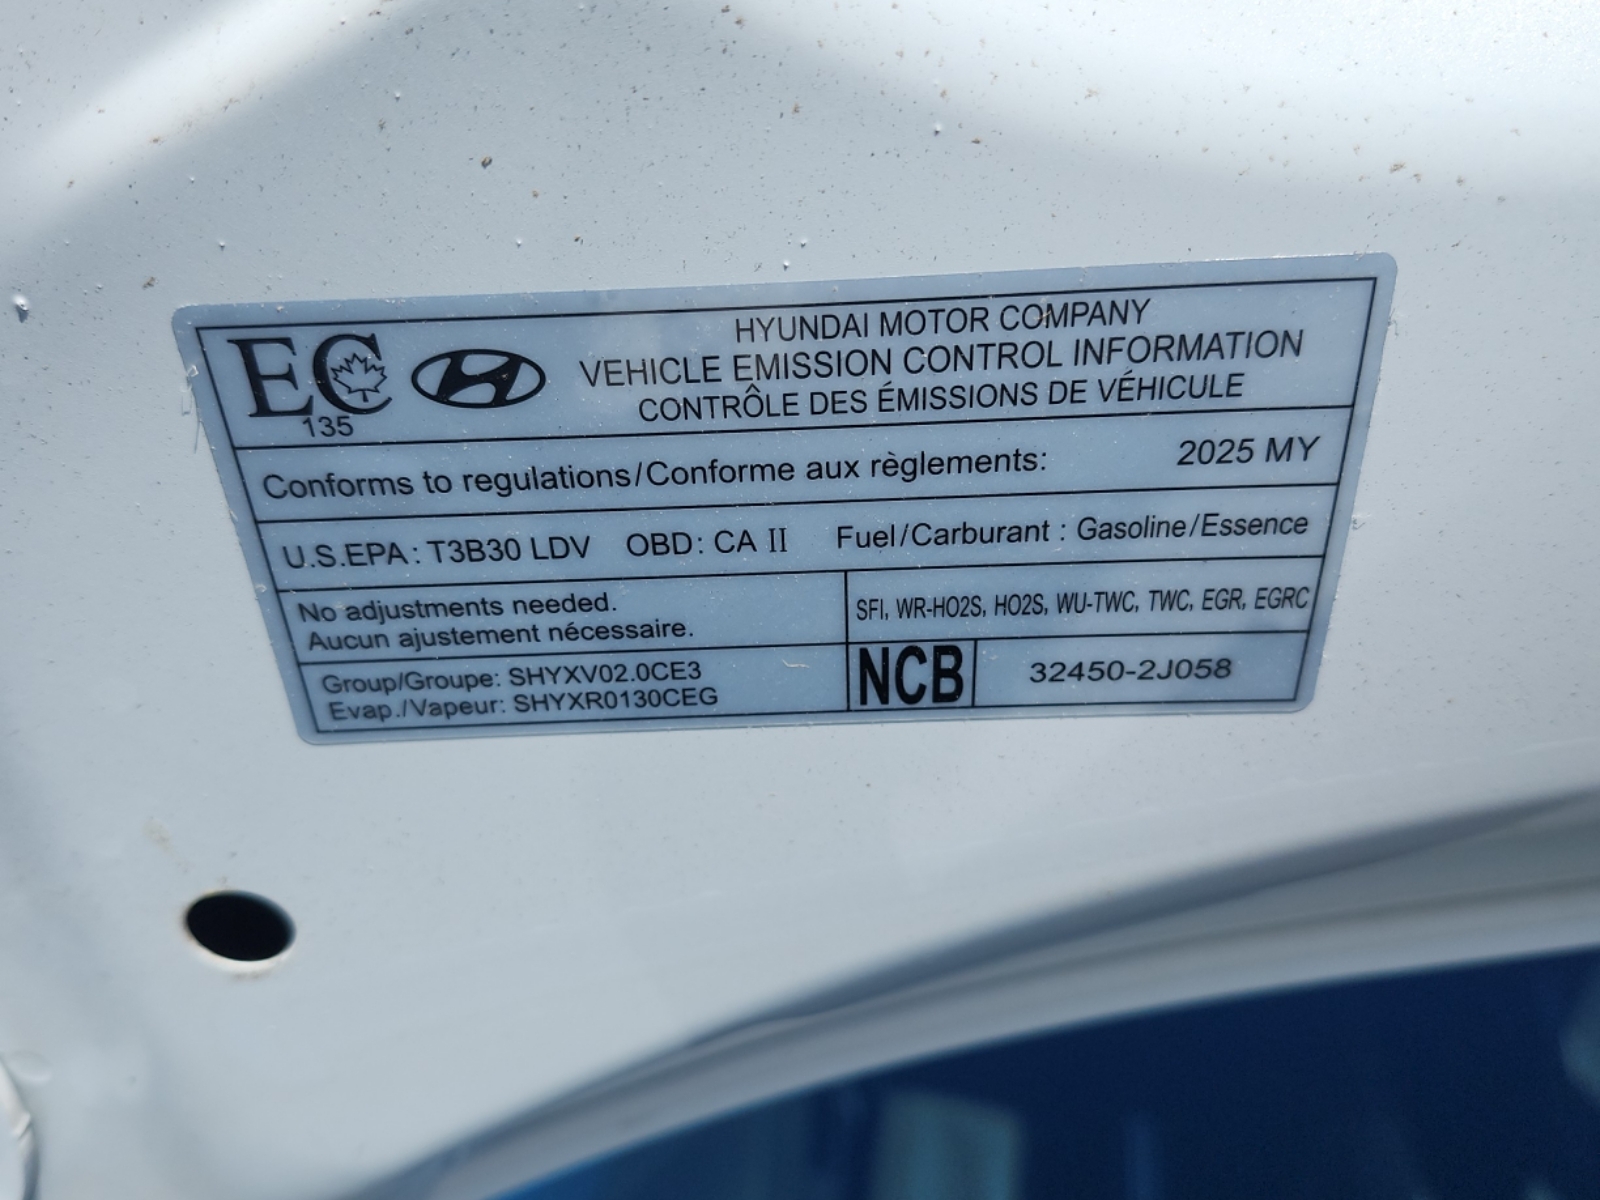 EC
135
HYUNDAI MOTOR COMPANY
VEHICLE EMISSION CONTROL INFORMATION
CONTRÔLE DES ÉMISSIONS DE VÉHICULE
Conforms to regulations/Conforme aux règlements: 2025 MY
U.S.EPA: T3B30 LDV OBD: CA II Fuel/Carburant : Gasoline/Essence
No adjustments needed.
Aucun ajustement nécessaire.
SFI, WR-HO2S, HO2S, WU-TWC, TWC, EGR, EGRC
Group/Groupe: SHYXV02.0CE3
Evap./Vapeur: SHYXR0130CEG
NCB
32450-2J058